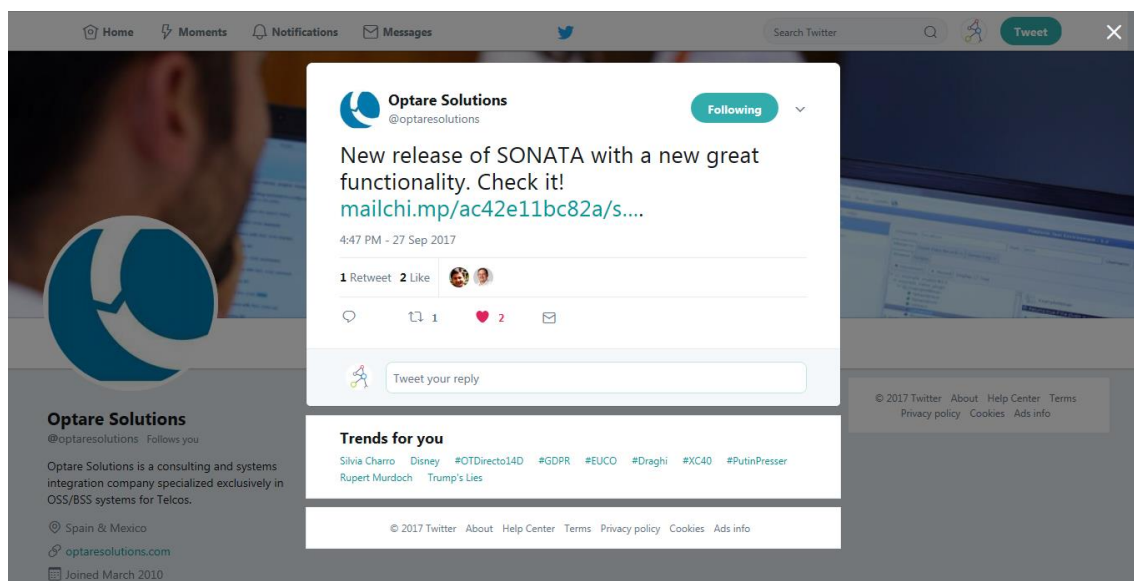 Home Moments Notifications Messages Search Twitter Tweet
Optare Solutions
@optaresolutions
Following
New release of SONATA with a new great
functionality. Check it!
mailchi.mp/ac42e11bc82a/s....
4:47 PM - 27 Sep 2017
1 Retweet 2 Like
1 2
Tweet your reply
Trends for you
Silvia Charro Disney #OTDirecto14D #GDPR #EUCO #Draghi #XC40 #PutinPresser
Rupert Murdoch Trump's Lies
© 2017 Twitter About Help Center Terms Privacy policy Cookies Ads info
Optare Solutions
@optaresolutions Follows you
Optare Solutions is a consulting and systems
integration company specialized exclusively in
OSS/BSS systems for Telcos.
Spain & Mexico
optaresolutions.com
Joined March 2010
© 2017 Twitter About Help Center Terms
Privacy policy Cookies Ads info